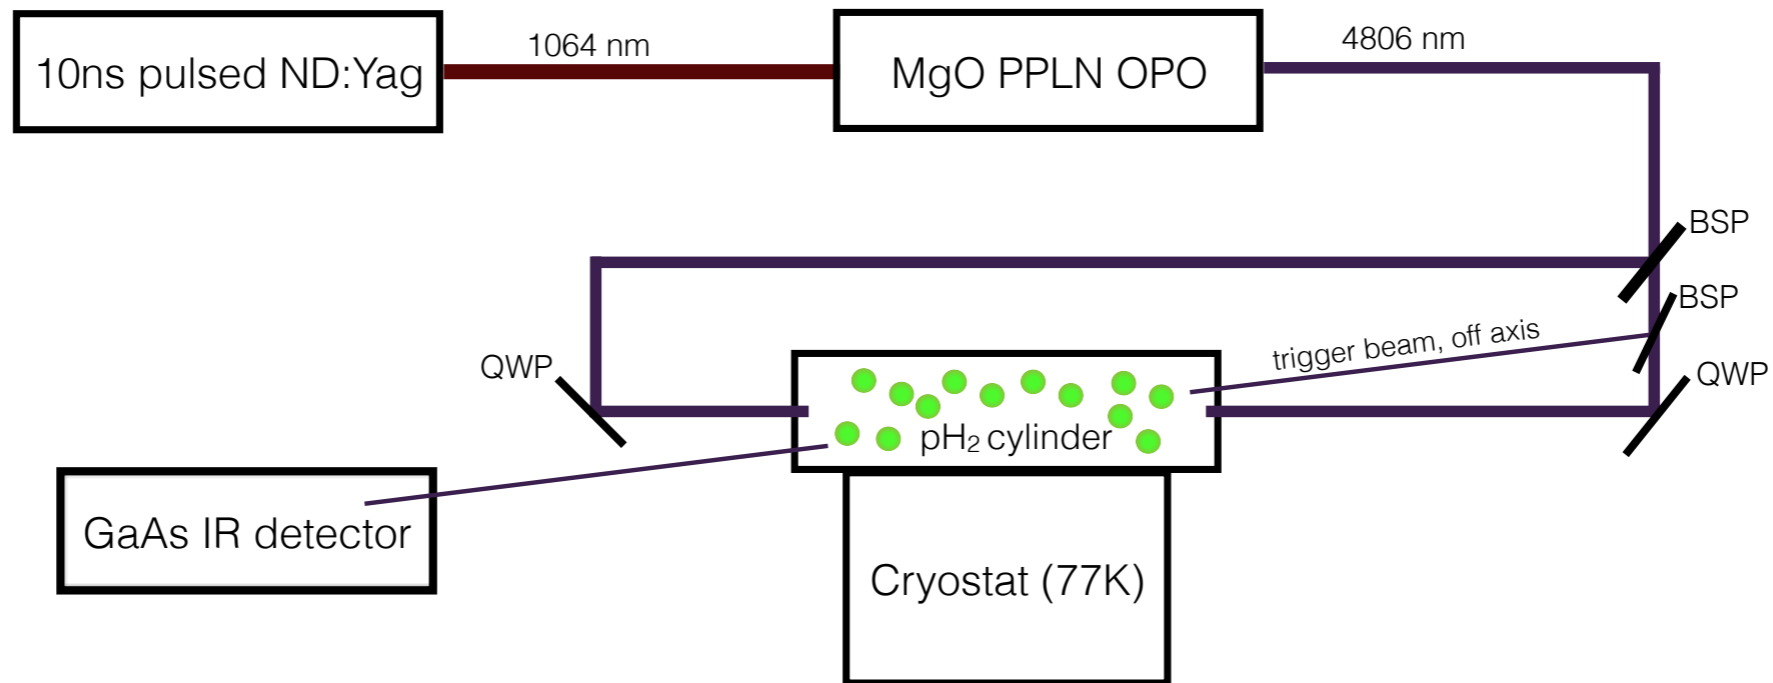 10ns pulsed ND:Yag
1064 nm
MgO PPLN OPO
4806 nm
BSP
BSP
trigger beam, off axis
QWP
QWP
pH₂ cylinder
GaAs IR detector
Cryostat (77K)